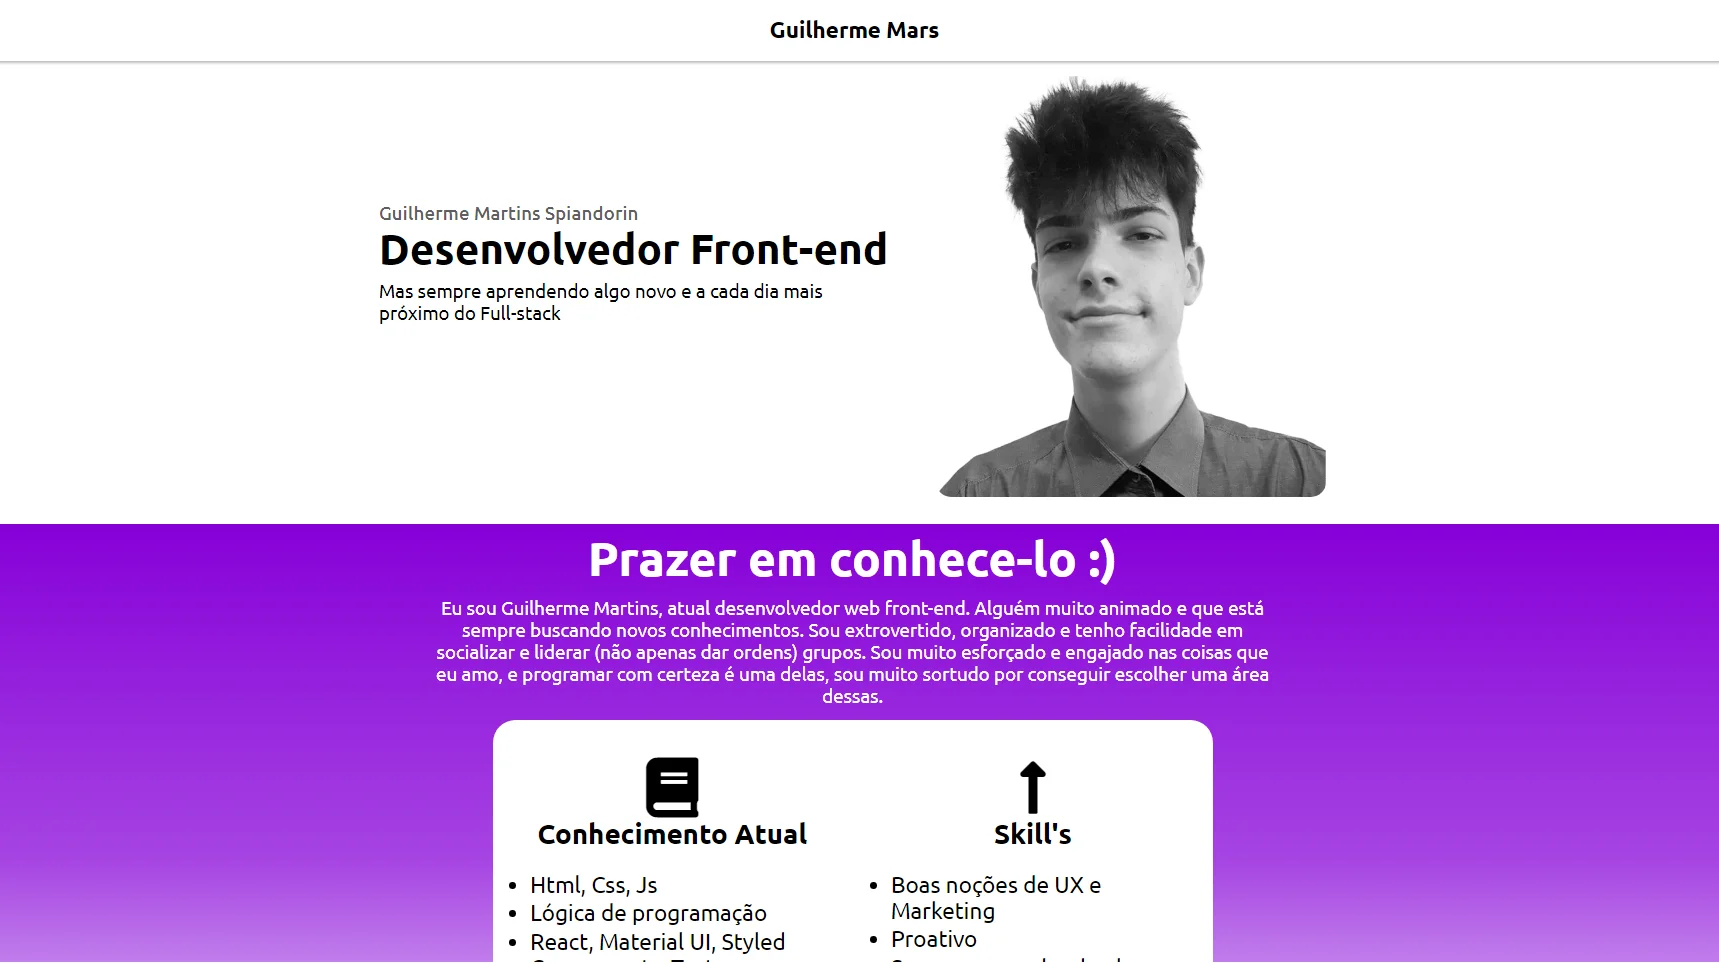 Guilherme Mars
Guilherme Martins Spiandorin
Desenvolvedor Front-end
Mas sempre aprendendo algo novo e a cada dia mais
próximo do Full-stack
Prazer em conhece-lo :)
Eu sou Guilherme Martins, atual desenvolvedor web front-end. Alguém muito animado e que está
sempre buscando novos conhecimentos. Sou extrovertido, organizado e tenho facilidade em
socializar e liderar (não apenas dar ordens) grupos. Sou muito esforçado e engajado nas coisas que
eu amo, e programar com certeza é uma delas, sou muito sortudo por conseguir escolher uma área
dessas.
Conhecimento Atual
Html, Css, Js
Lógica de programação
React, Material UI, Styled
Skill's
Boas noções de UX e
Marketing
Proativo